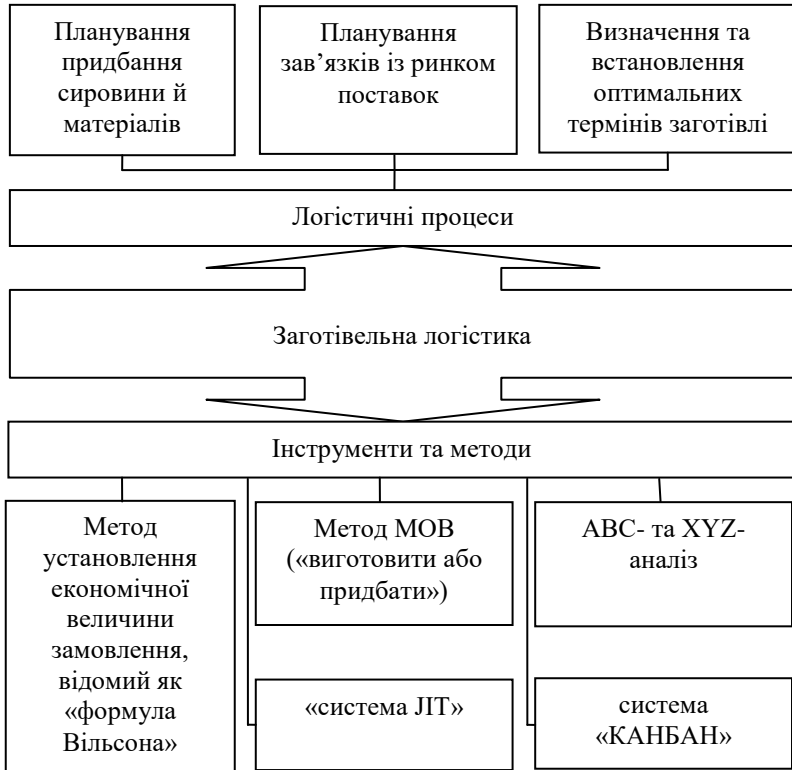 Планування
придбання
сировини й
матеріалів
Планування
зав’язків із ринком
поставок
Визначення та
встановлення
оптимальних
термінів заготівлі
Логістичні процеси
Заготівельна логістика
Інструменти та методи
Метод
установлення
економічної
величини
замовлення,
відомий як
«формула
Вільсона»
Метод МОВ
(«виготовити або
придбати»)
АВС- та XYZ-
аналіз
«система JIT»
система
«КАНБАН»